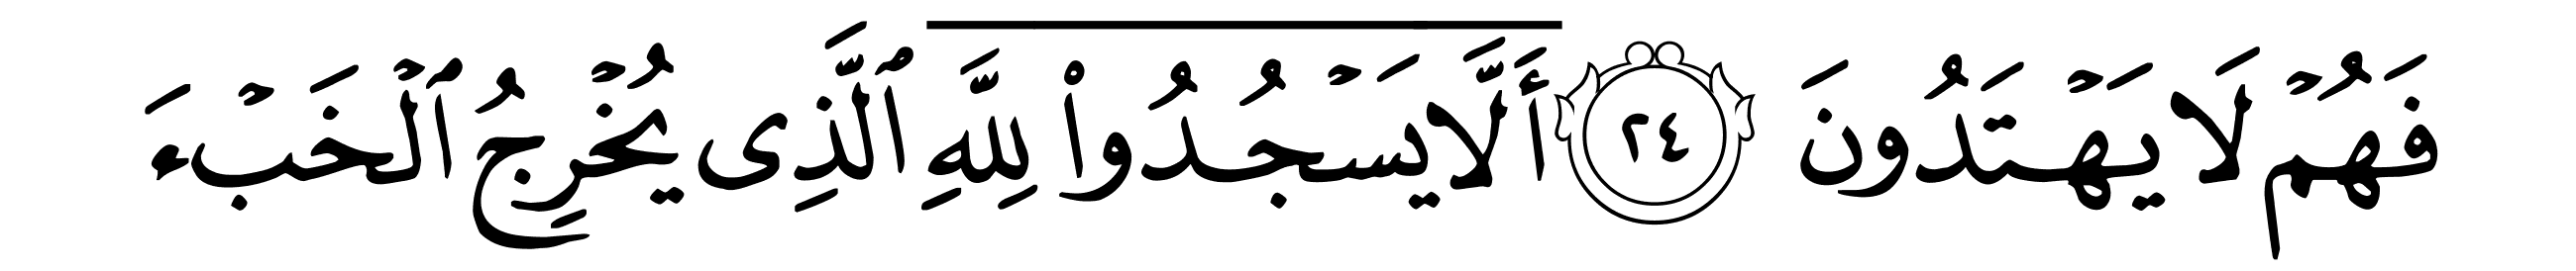 فَهُمْ لَا يَهْتَدُونَ ٢٤ أَلَّا يَسْجُدُوا۟ لِلَّهِ ٱلَّذِى يُخْرِجُ ٱلْخَبْءَ